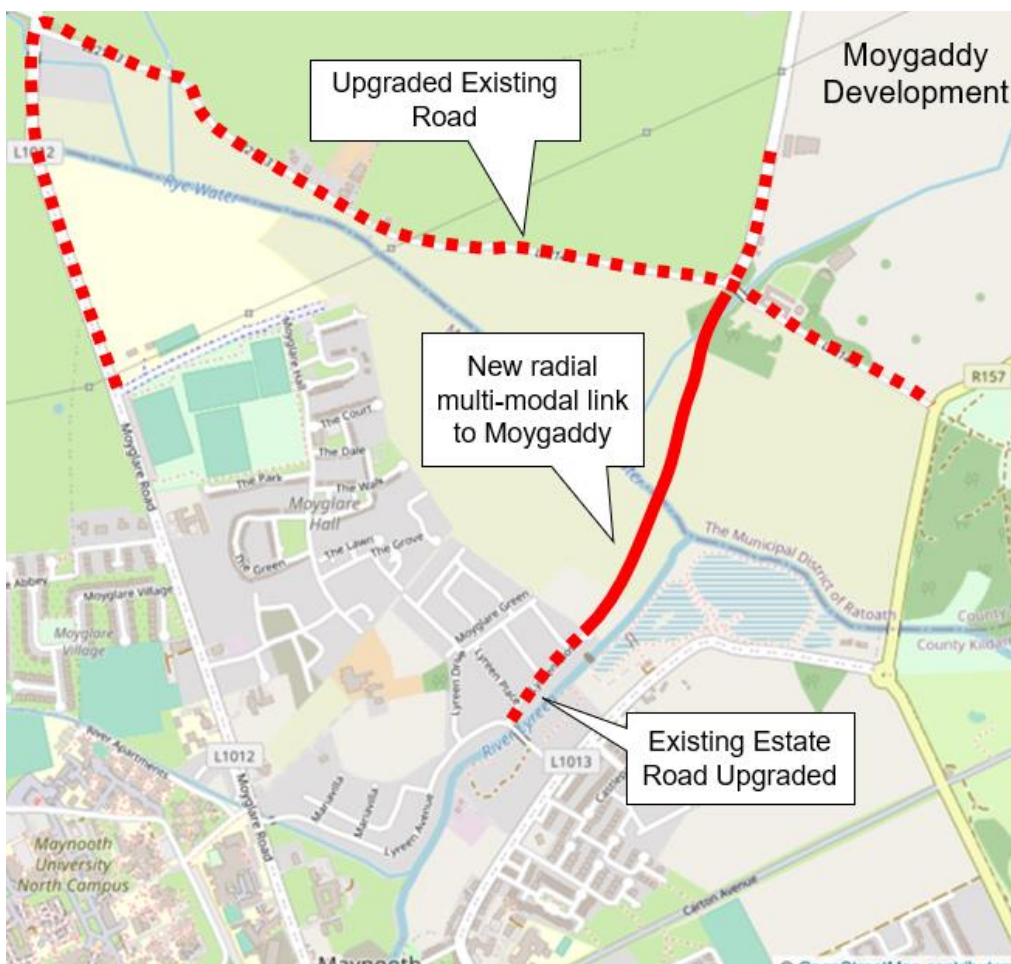 Moygaddy
Development
Upgraded Existing
Road
L1012
Rye Water
R157
New radial
multi-modal link
to Moygaddy
Moyglare Hall
The Court
The Dale
The Walk
The Park
Moyglare
Hall
The Green
The Lawn
The Grove
Moyglare Road
Abbey
Moyglare Village
Moyglare
Village
The Municipal District of Ratoath
County Kildare
Moyglare Green
Lyreen Place
River Lyreen
Existing Estate
Road Upgraded
L1012
L1013
River Apartments
Mariavilla
Mariavilla
Lyreen Avenue
Moyglare Road
Maynooth
University
North Campus
Carton Avenue
Maynooth